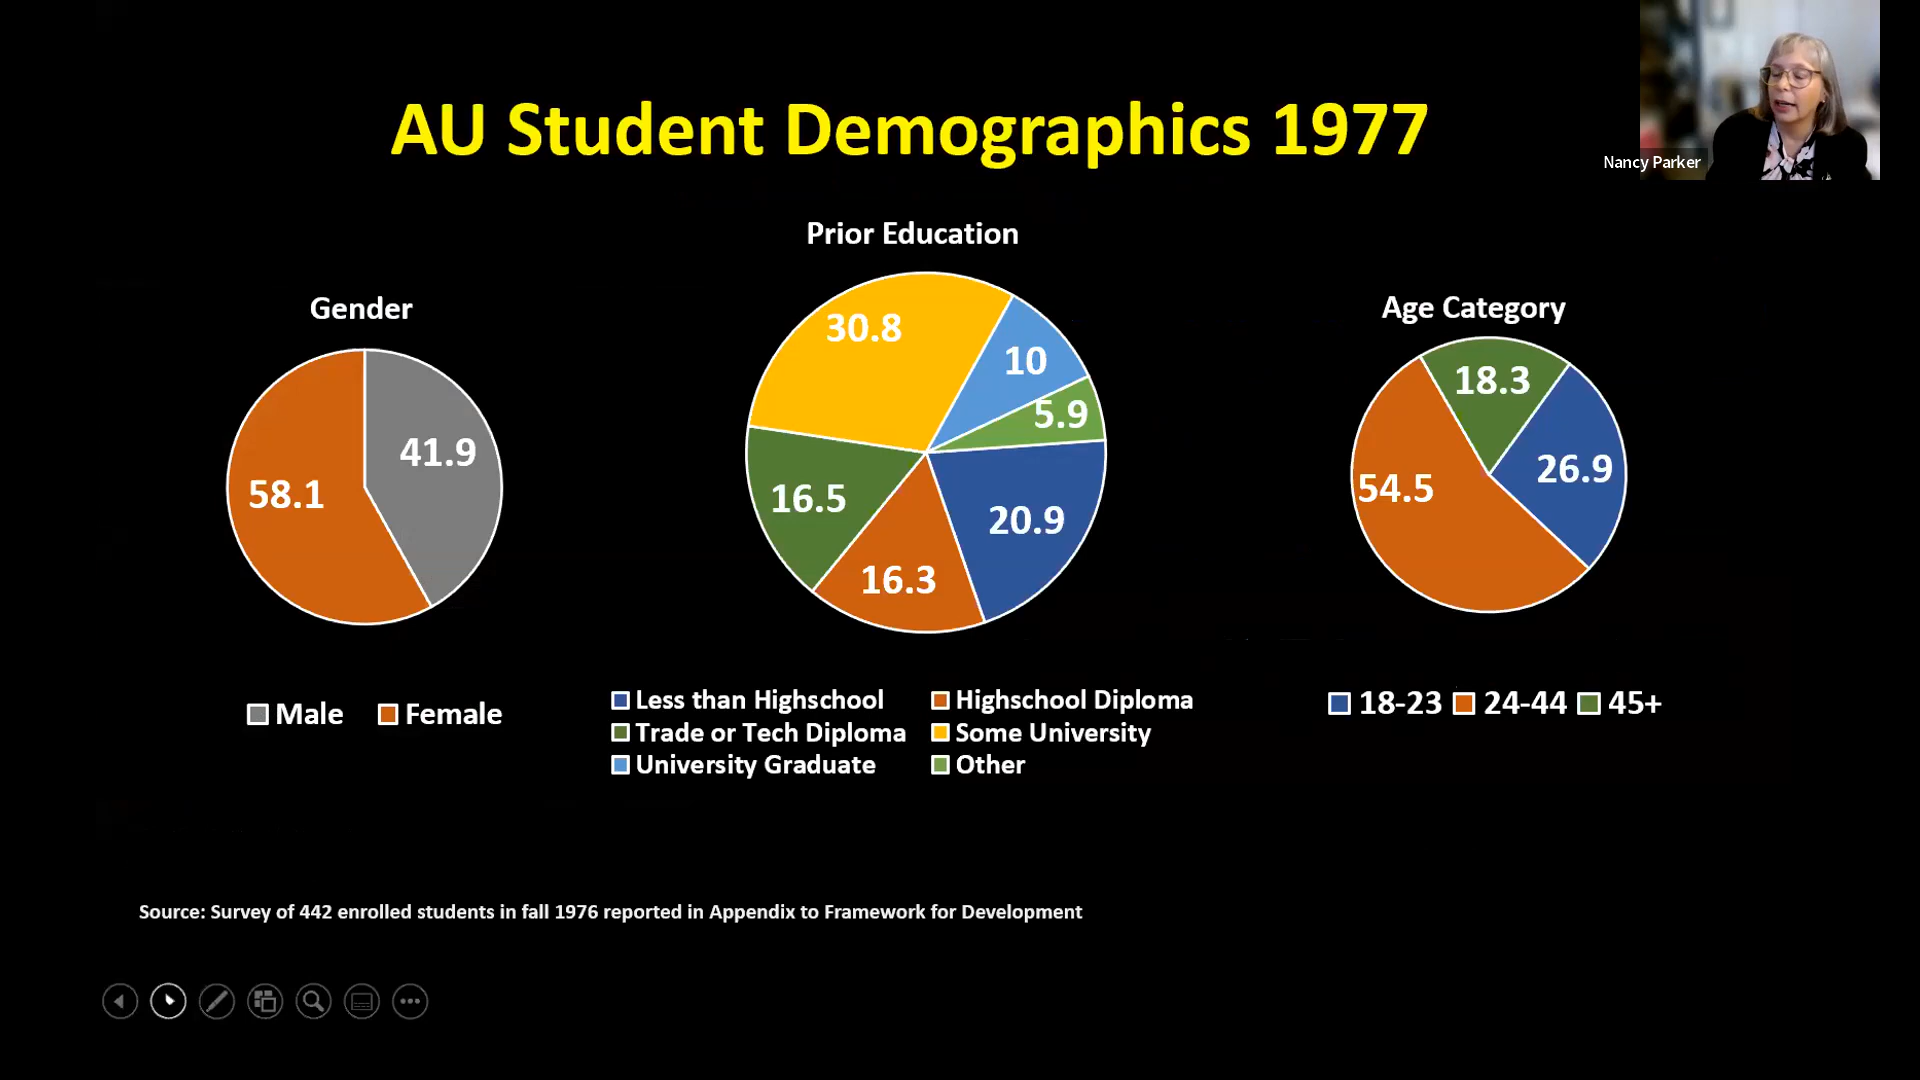 AU Student Demographics 1977
Nancy Parker
Gender
58.1
41.9
Male Female
Prior Education
30.8
10
5.9
16.5
20.9
16.3
Less than Highschool Highschool Diploma
Trade or Tech Diploma Some University
University Graduate Other
Age Category
18.3
26.9
54.5
18-23 24-44 45+
Source: Survey of 442 enrolled students in fall 1976 reported in Appendix to Framework for Development